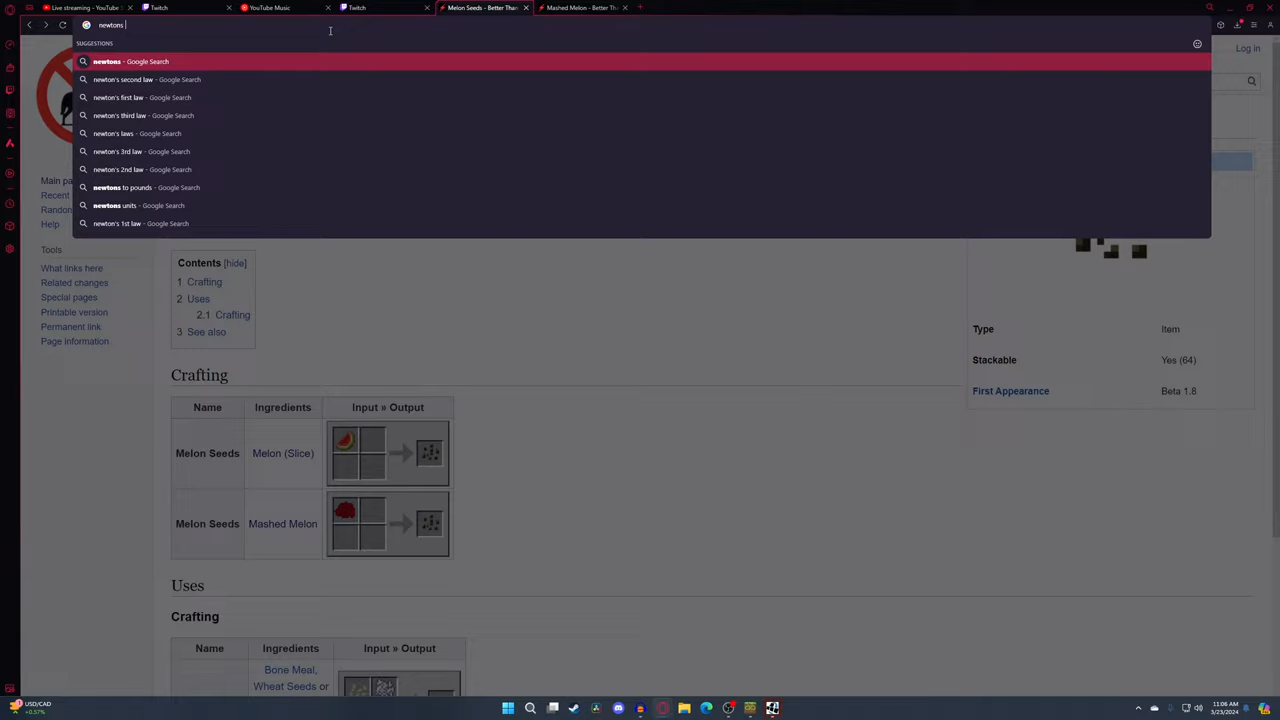 Live streaming - YouTube
Twitch
YouTube Music
Twitch
Melon Seeds - Better Than
Mashed Melon - Better Th
newtons
SUGGESTIONS
newtons - Google Search
newton's second law - Google Search
newton's first law - Google Search
newton's third law - Google Search
newton's laws - Google Search
newton's 3rd law - Google Search
newton's 2nd law - Google Search
newtons to pounds - Google Search
newtons units - Google Search
newton's 1st law - Google Search
Log in
Main pa
Recent
Random
Help
Tools
What links here
Related changes
Special pages
Printable version
Permanent link
Page information
Contents [hide]
1 Crafting
2 Uses
2.1 Crafting
3 See also
Type Item
Stackable Yes (64)
First Appearance Beta 1.8
Crafting
Name Ingredients Input » Output
Melon Seeds Melon (Slice)
Melon Seeds Mashed Melon
Uses
Crafting
Name Ingredients Input » Output
Bone Meal,
Wheat Seeds or
USD/CAD
+0.57%
11:06 AM
3/23/2024